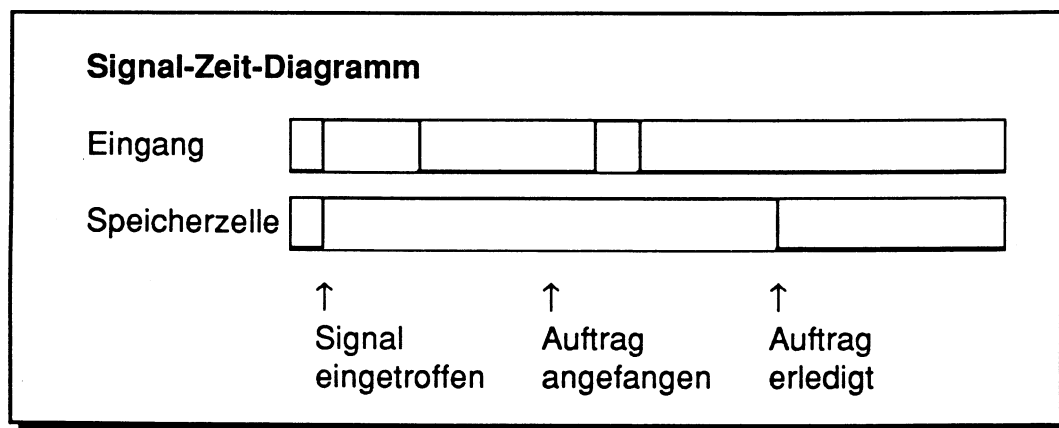 Signal-Zeit-Diagramm
Eingang
Speicherzelle
↑ ↑ ↑
Signal Auftrag Auftrag
eingetroffen angefangen erledigt